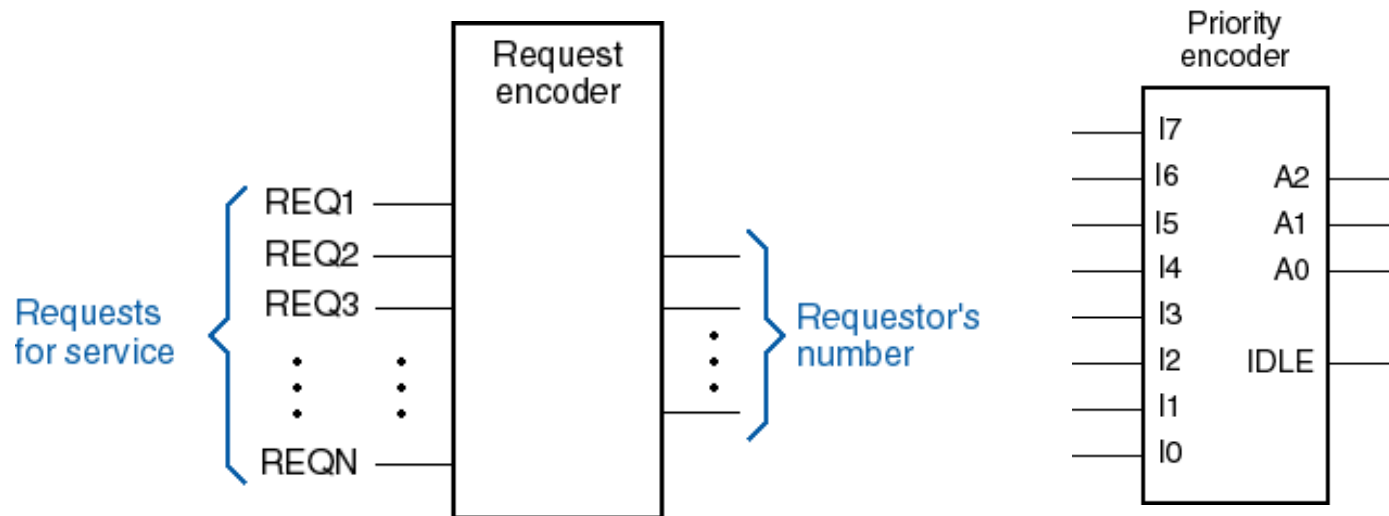 Request
encoder
REQ1
REQ2
REQ3
REQN
Requests
for service
Requestor's
number
Priority
encoder
I7
I6
I5
I4
I3
I2
I1
I0
A2
A1
A0
IDLE